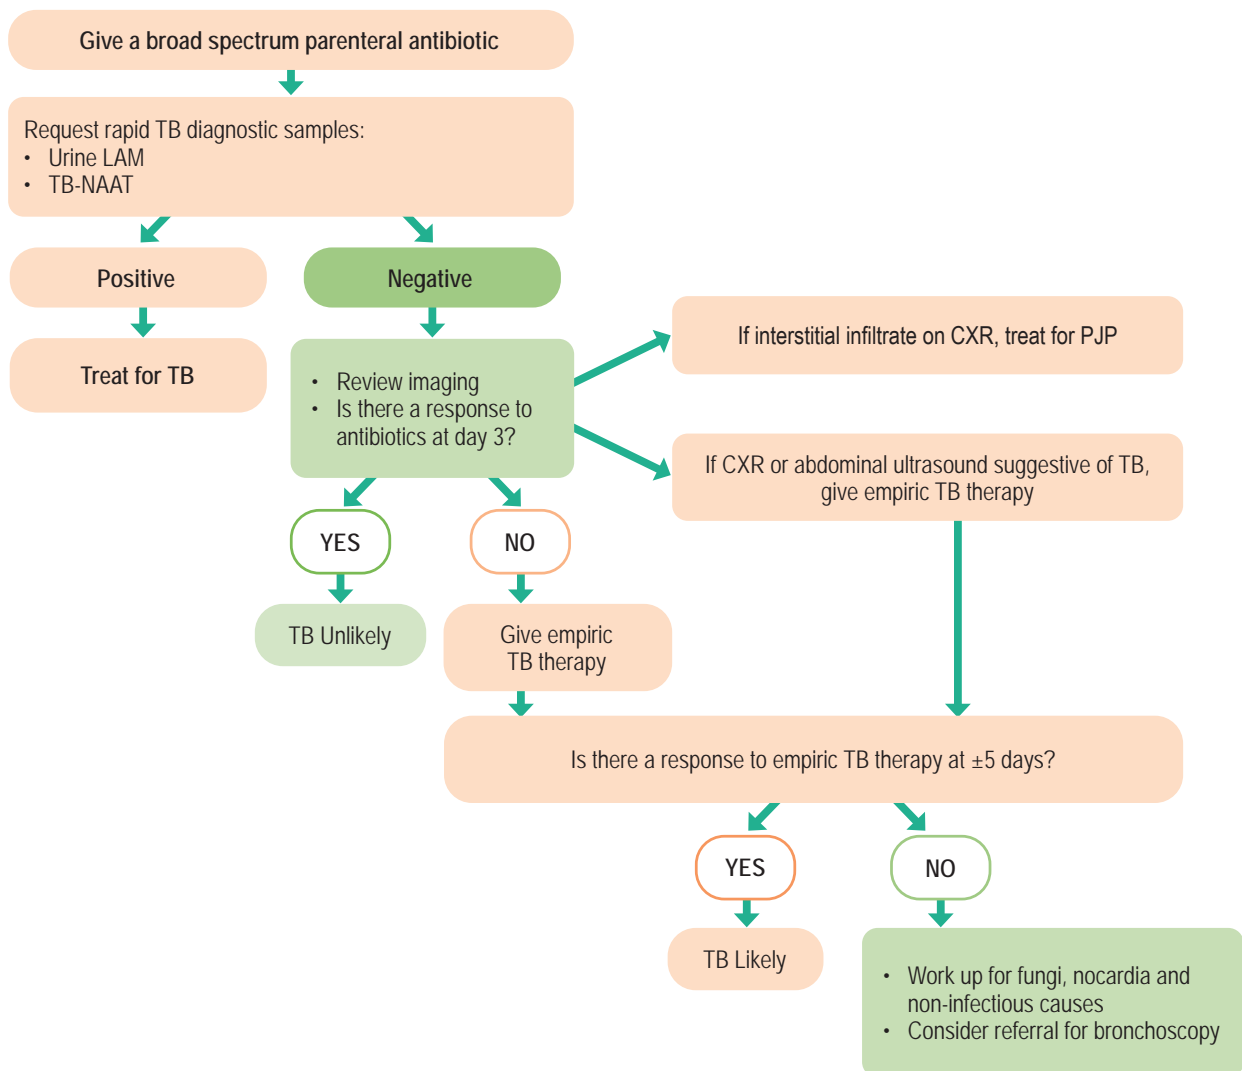 Give a broad spectrum parenteral antibiotic
Request rapid TB diagnostic samples:
• Urine LAM
• TB-NAAT
Positive
Negative
Treat for TB
• Review imaging
• Is there a response to
antibiotics at day 3?
If interstitial infiltrate on CXR, treat for PJP
If CXR or abdominal ultrasound suggestive of TB,
give empiric TB therapy
YES
NO
TB Unlikely
Give empiric
TB therapy
Is there a response to empiric TB therapy at ±5 days?
YES
NO
TB Likely
• Work up for fungi, nocardia and
non-infectious causes
• Consider referral for bronchoscopy